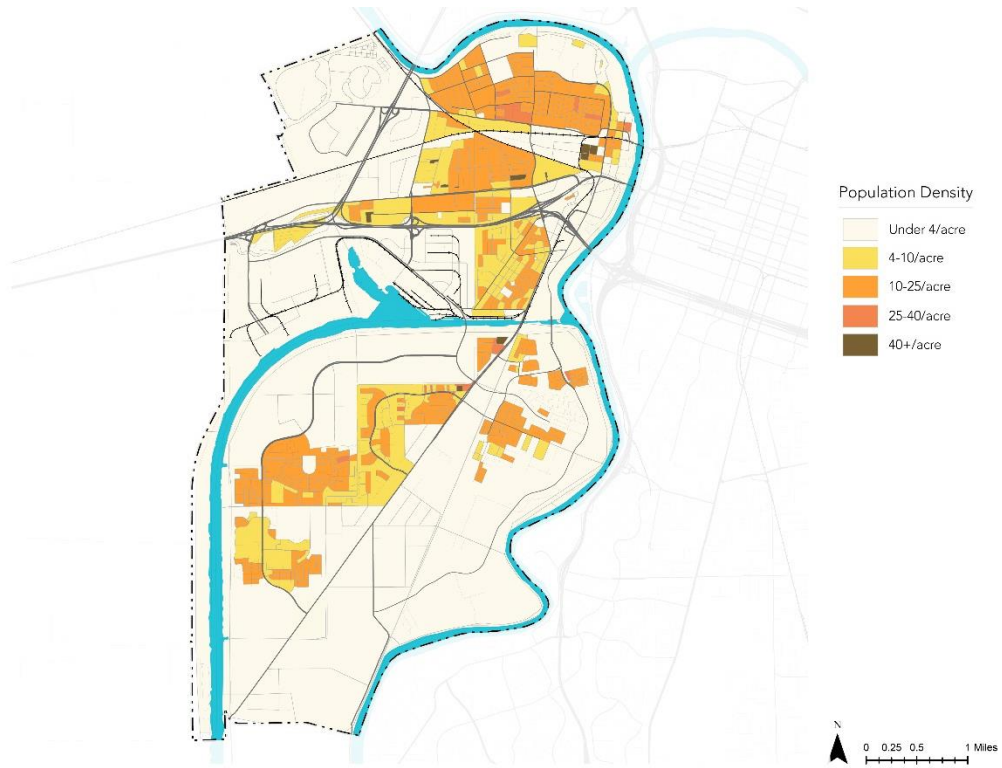 Population Density
Under 4/acre
4-10/acre
10-25/acre
25-40/acre
40+/acre
N
0 0.25 0.5 1 Miles